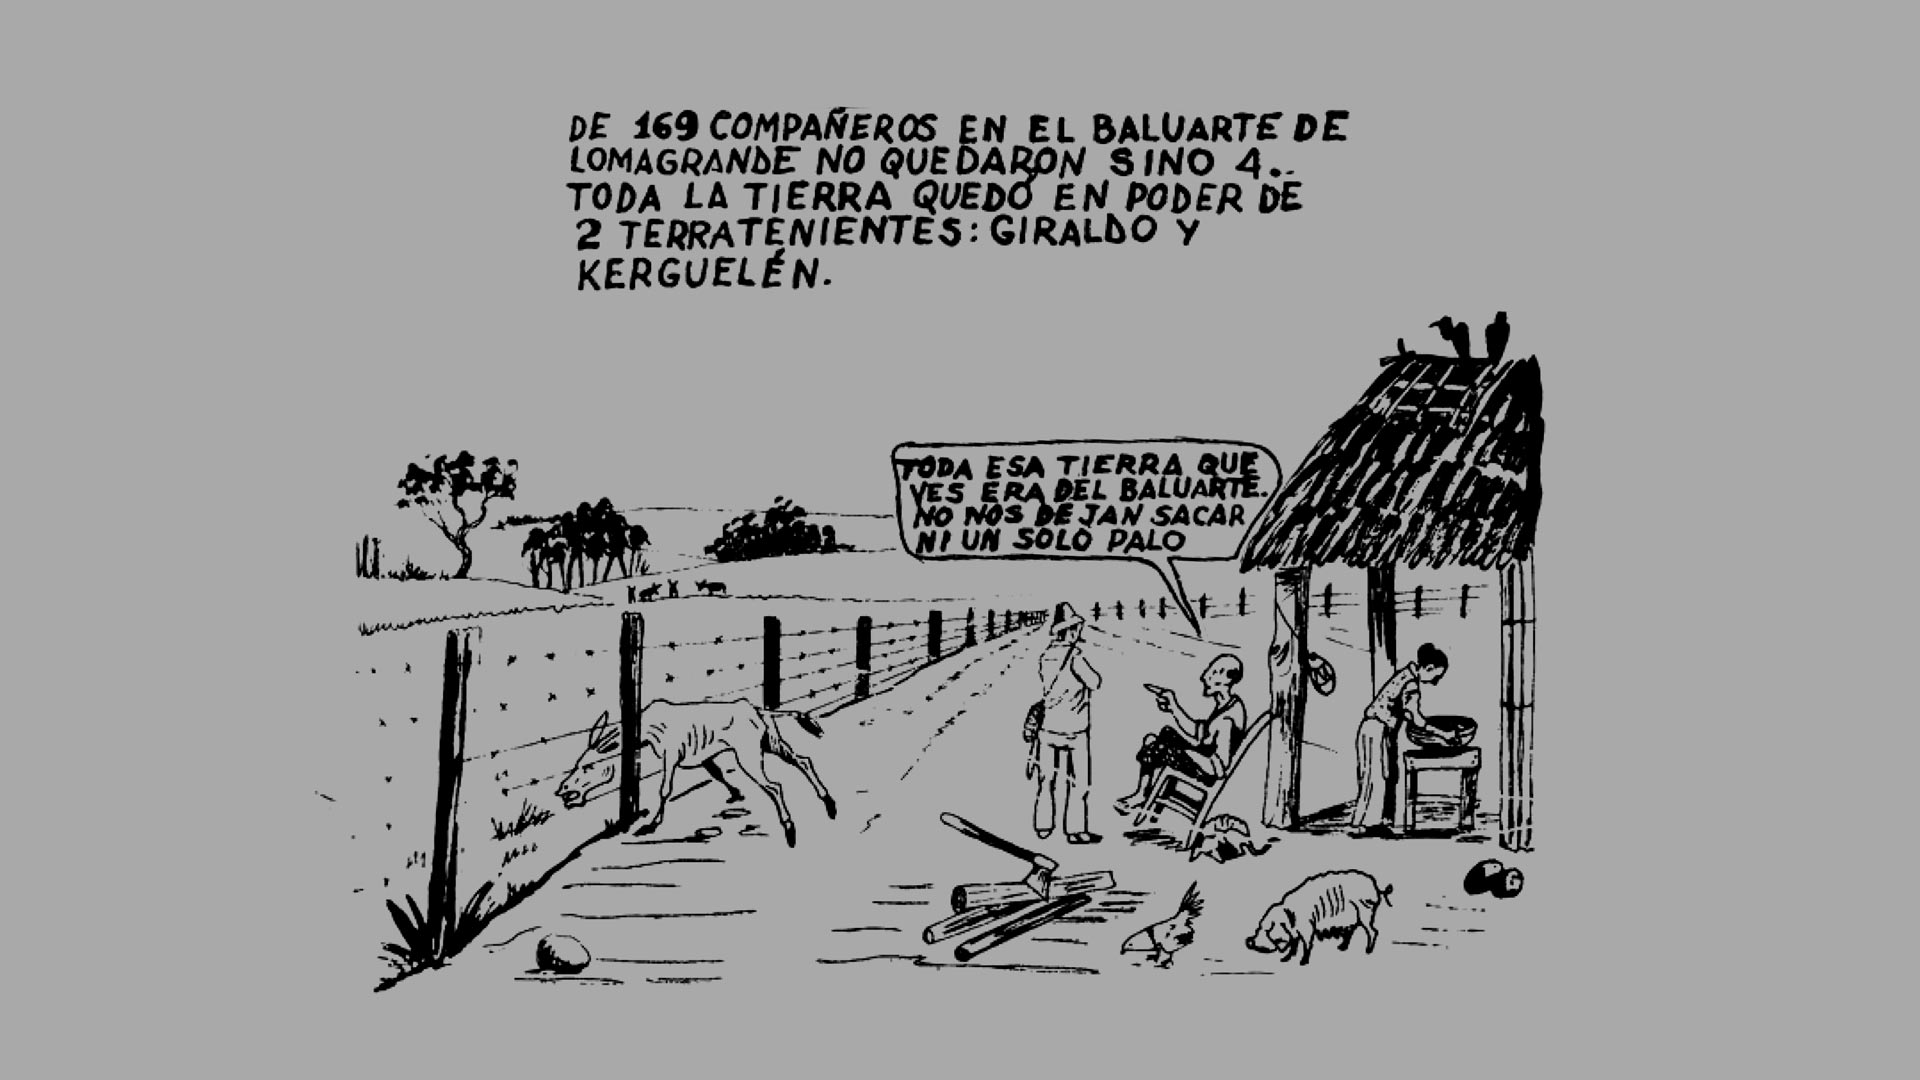 DE 169 COMPAÑEROS EN EL BALUARTE DE
LOMAGRANDE NO QUEDARON SINO 4..
TODA LA TIERRA QUEDÓ EN PODER DE
2 TERRATENIENTES: GIRALDO Y
KERGUELÉN.
TODA ESA TIERRA QUE
VES ERA DEL BALUARTE.
NO NOS DEJAN SACAR
NI UN SOLO PALO